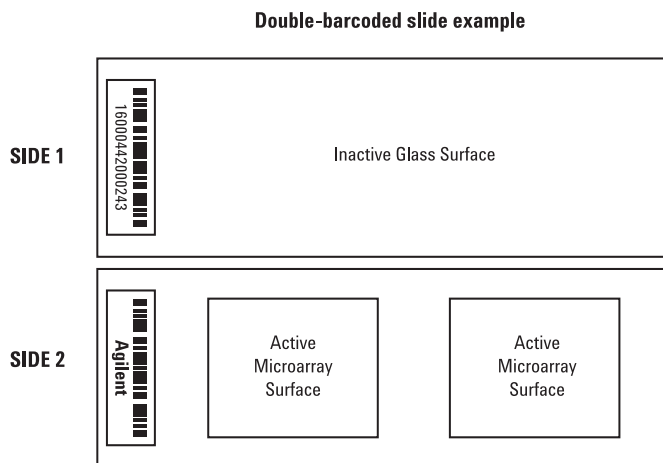 Double-barcoded slide example
SIDE 1
16000442000243
Inactive Glass Surface
SIDE 2
Agilent
Active
Microarray
Surface
Active
Microarray
Surface